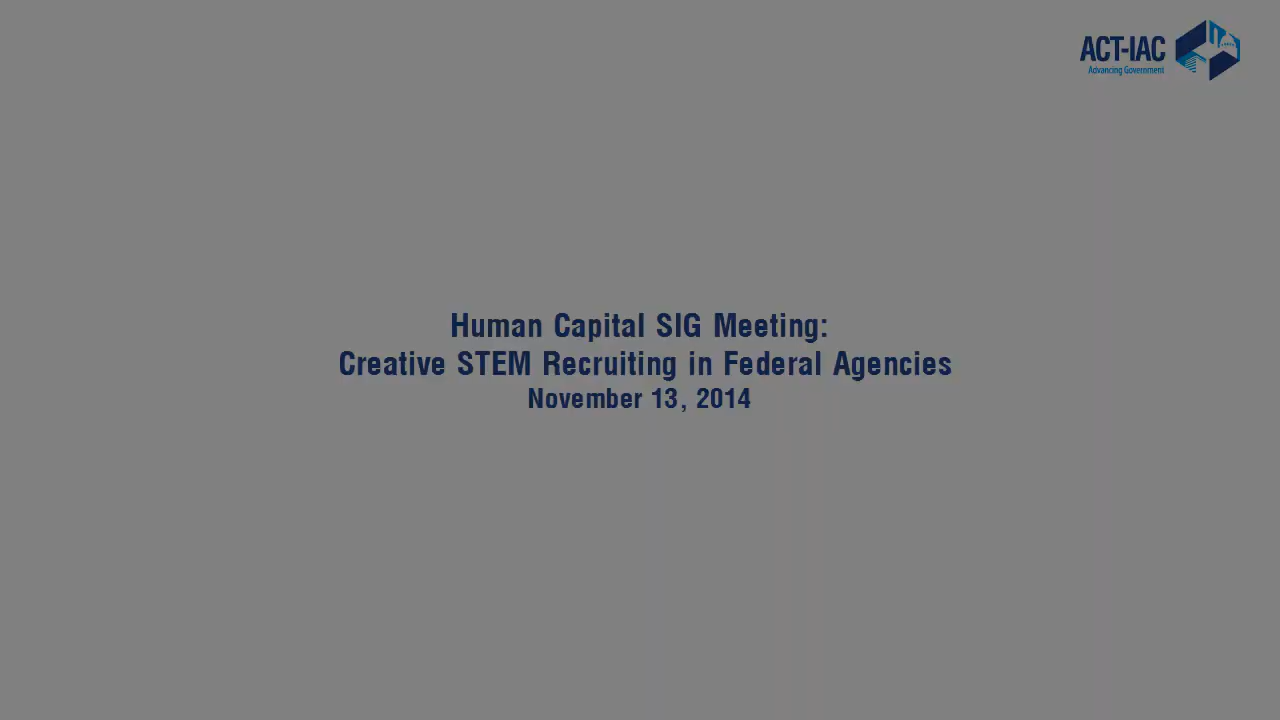 ACT-IAC
Advancing Government
Human Capital SIG Meeting:
Creative STEM Recruiting in Federal Agencies
November 13, 2014